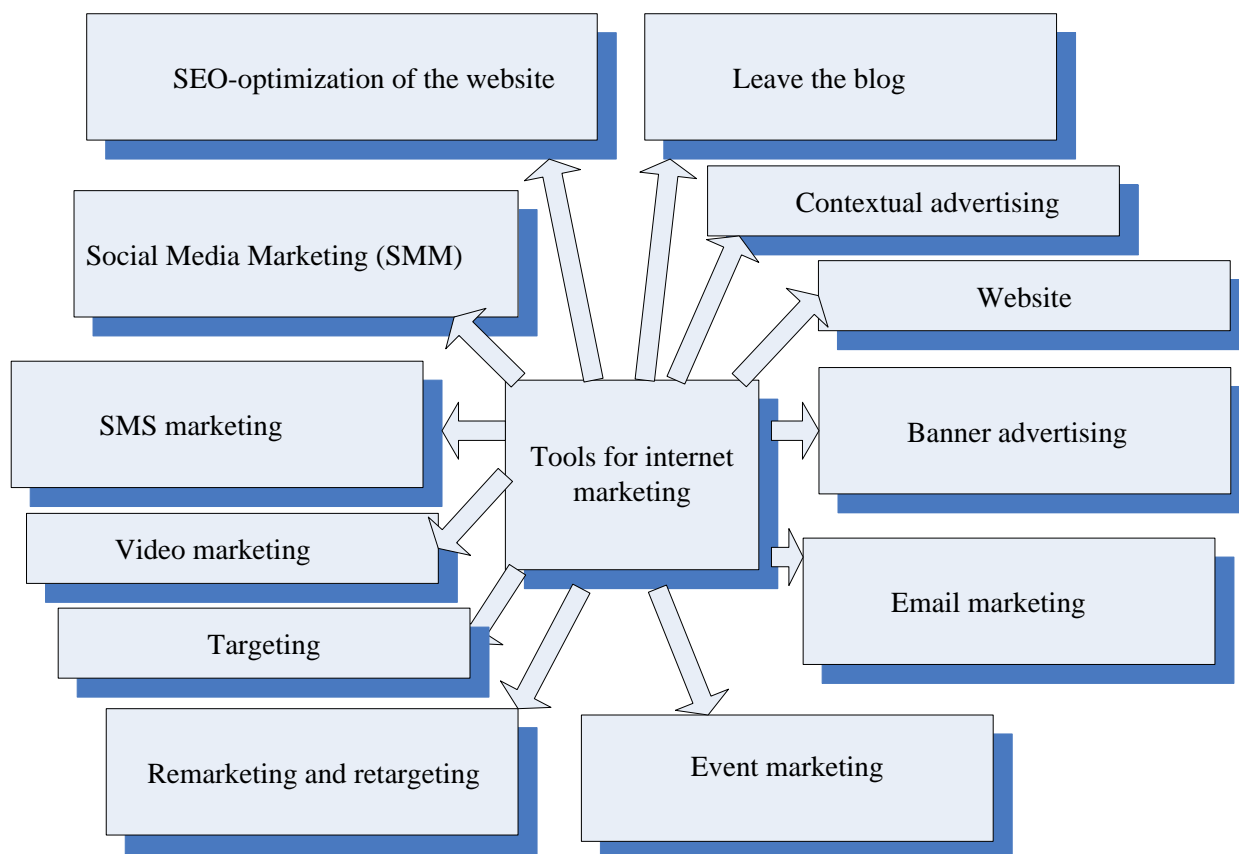 SEO-optimization of the website
Leave the blog
Contextual advertising
Social Media Marketing (SMM)
Website
SMS marketing
Banner advertising
Tools for internet
marketing
Video marketing
Email marketing
Targeting
Remarketing and retargeting
Event marketing